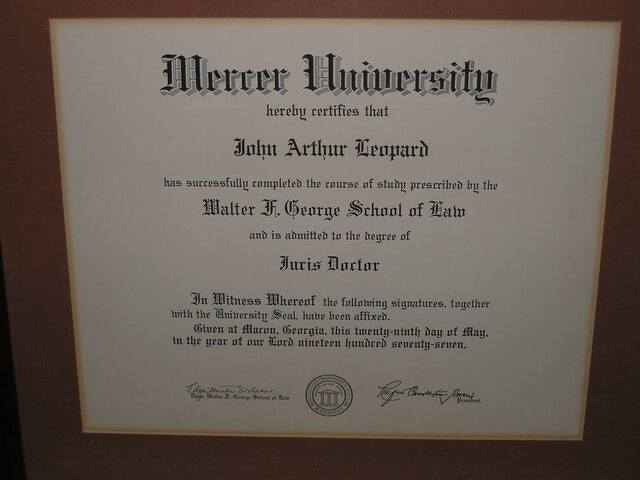 Mercer University
hereby certifies that
John Arthur Leopard
has successfully completed the course of study prescribed by the
Walter F. George School of Law
and is admitted to the degree of
Juris Doctor
In Witness Whereof the following signatures, together
with the University Seal, have been affixed.
Given at Macon, Georgia, this twenty-ninth day of May,
in the year of our Lord nineteen hundred seventy-seven.
Rufus Carrollton Harris
Dean, Walter F. George School of Law
President